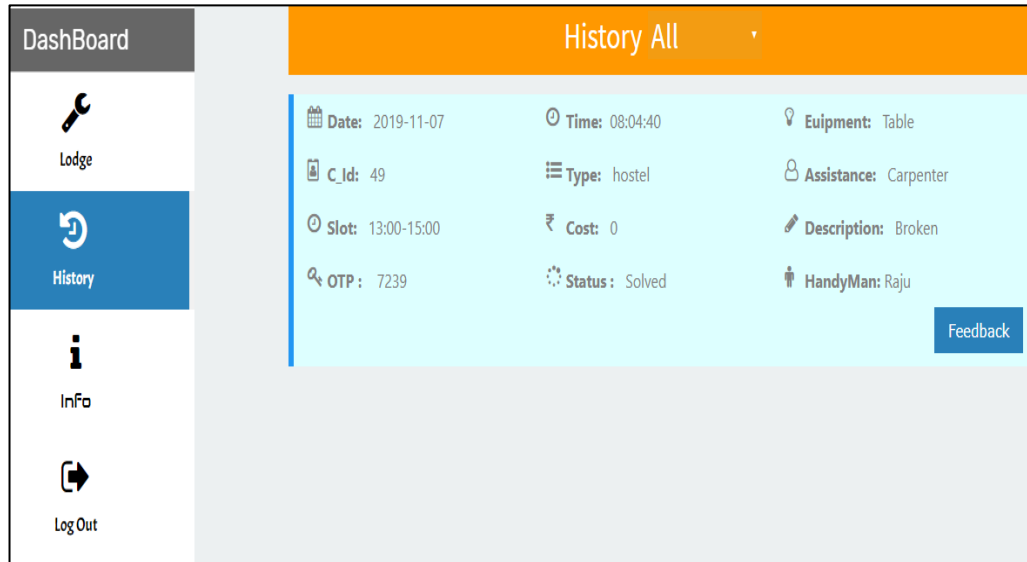 DashBoard
Lodge
History
Info
Log Out
History All
Date: 2019-11-07
Time: 08:04:40
Euipment: Table
C_Id: 49
Type: hostel
Assistance: Carpenter
Slot: 13:00-15:00
₹ Cost: 0
Description: Broken
OTP : 7239
Status : Solved
HandyMan: Raju
Feedback